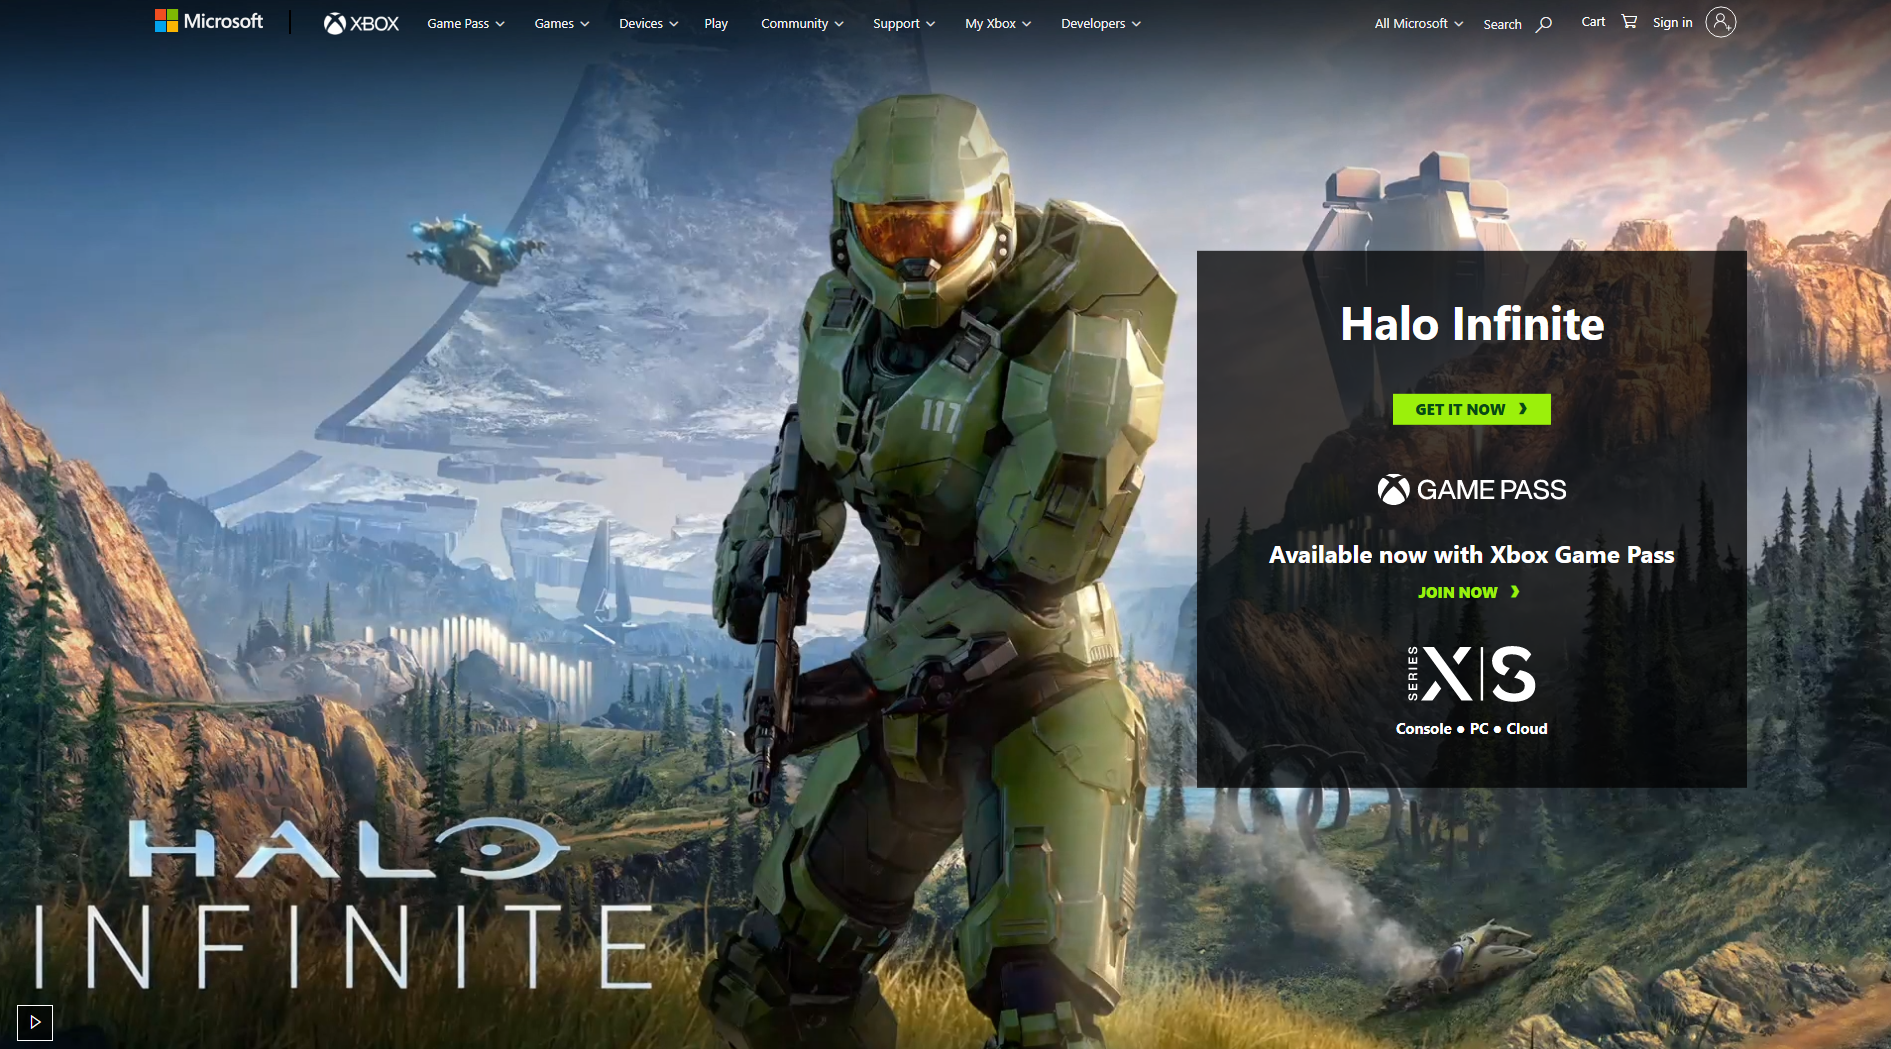 Microsoft XBOX Game Pass Games Devices Play Community Support My Xbox Developers All Microsoft Search Cart Sign in
117
Halo Infinite
GET IT NOW
GAME PASS
Available now with Xbox Game Pass
JOIN NOW
SERIES X|S
Console ● PC ● Cloud
HALO
INFINITE